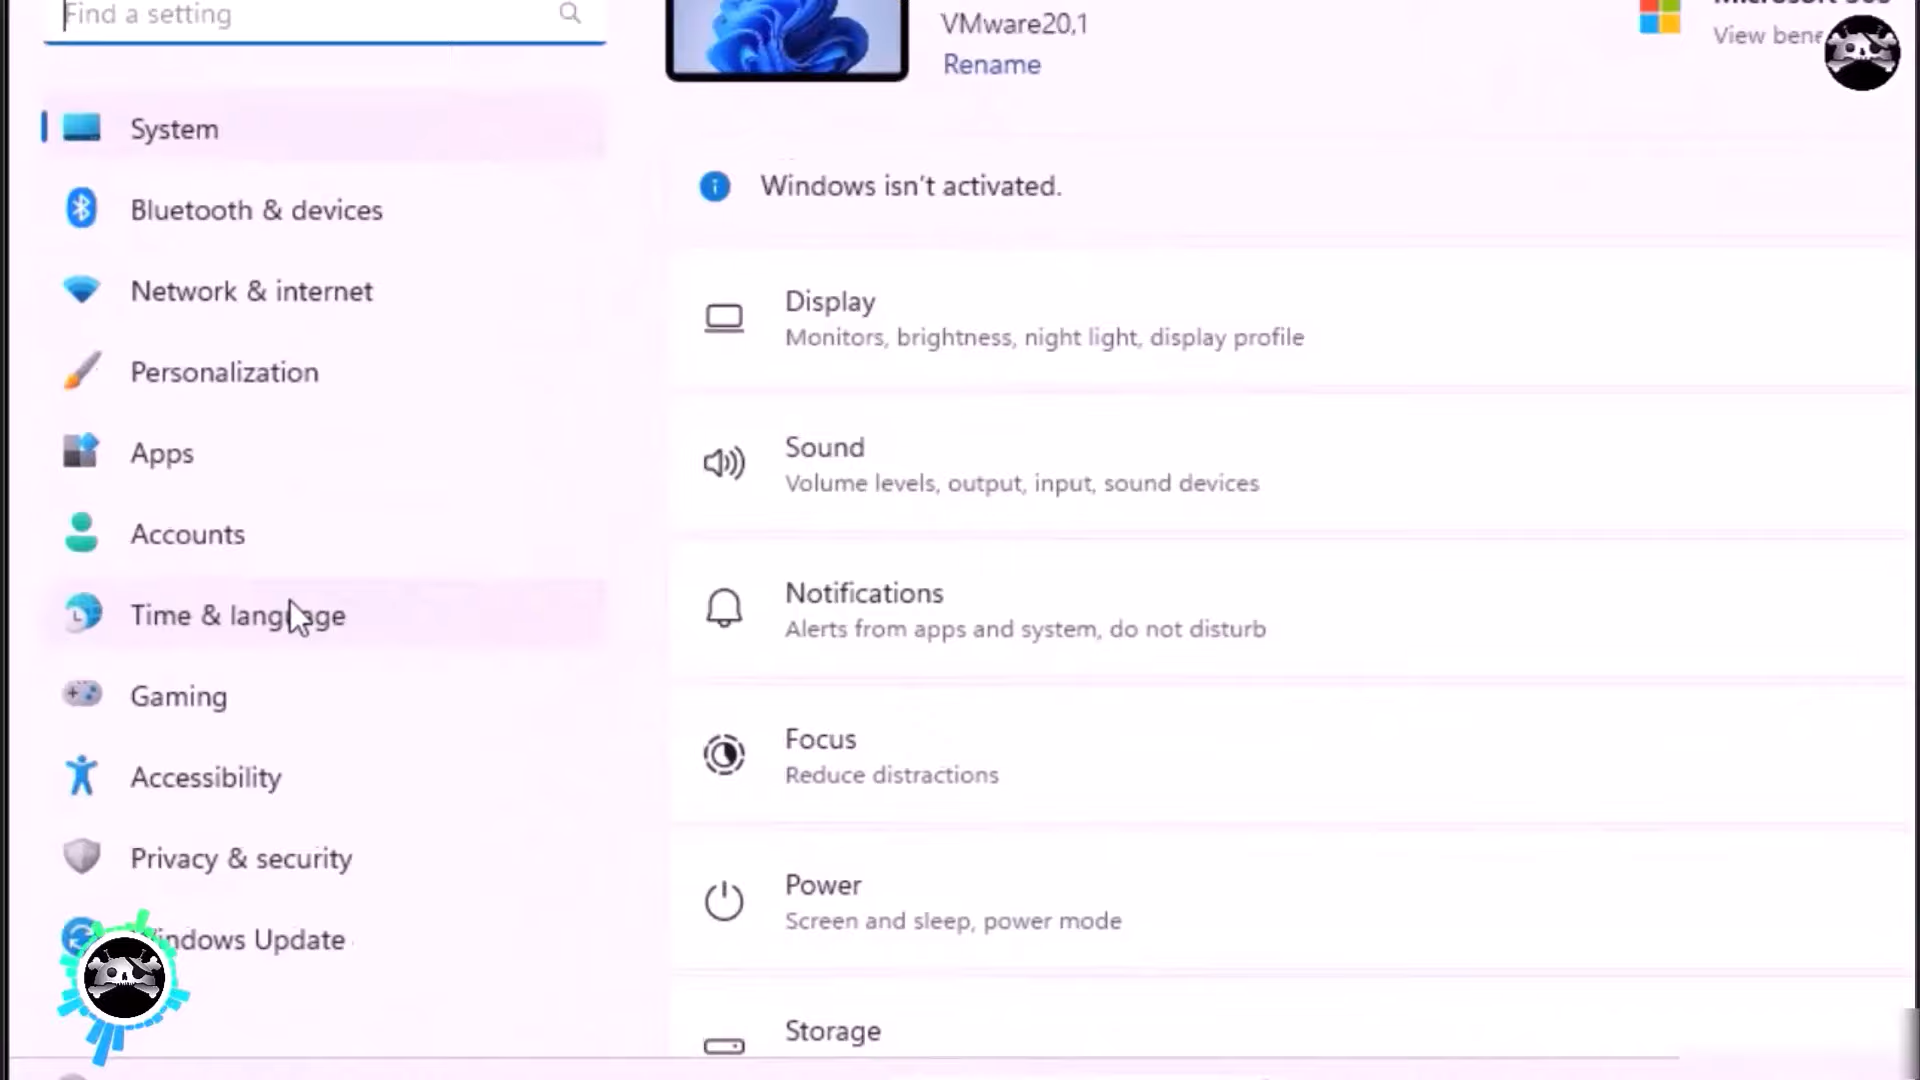 Find a setting
VMware20,1
Rename
View bene
System
Bluetooth & devices
Network & internet
Personalization
Apps
Accounts
Time & language
Gaming
Accessibility
Privacy & security
Windows Update
Windows isn't activated.
Display
Monitors, brightness, night light, display profile
Sound
Volume levels, output, input, sound devices
Notifications
Alerts from apps and system, do not disturb
Focus
Reduce distractions
Power
Screen and sleep, power mode
Storage